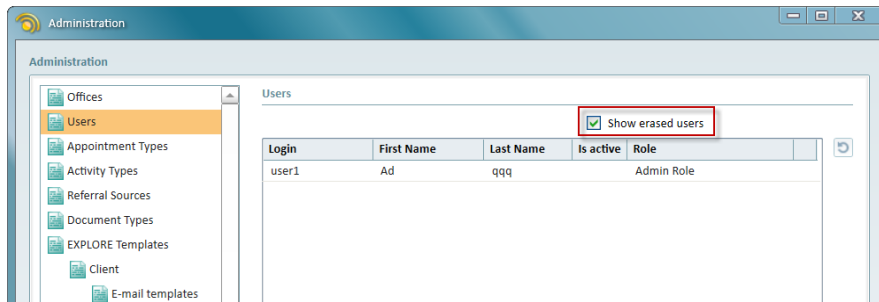 Administration
Administration
Offices
Users
Appointment Types
Activity Types
Referral Sources
Document Types
EXPLORE Templates
Client
E-mail templates
Users
Show erased users
Login First Name Last Name Is active Role
user1 Ad qqq Admin Role